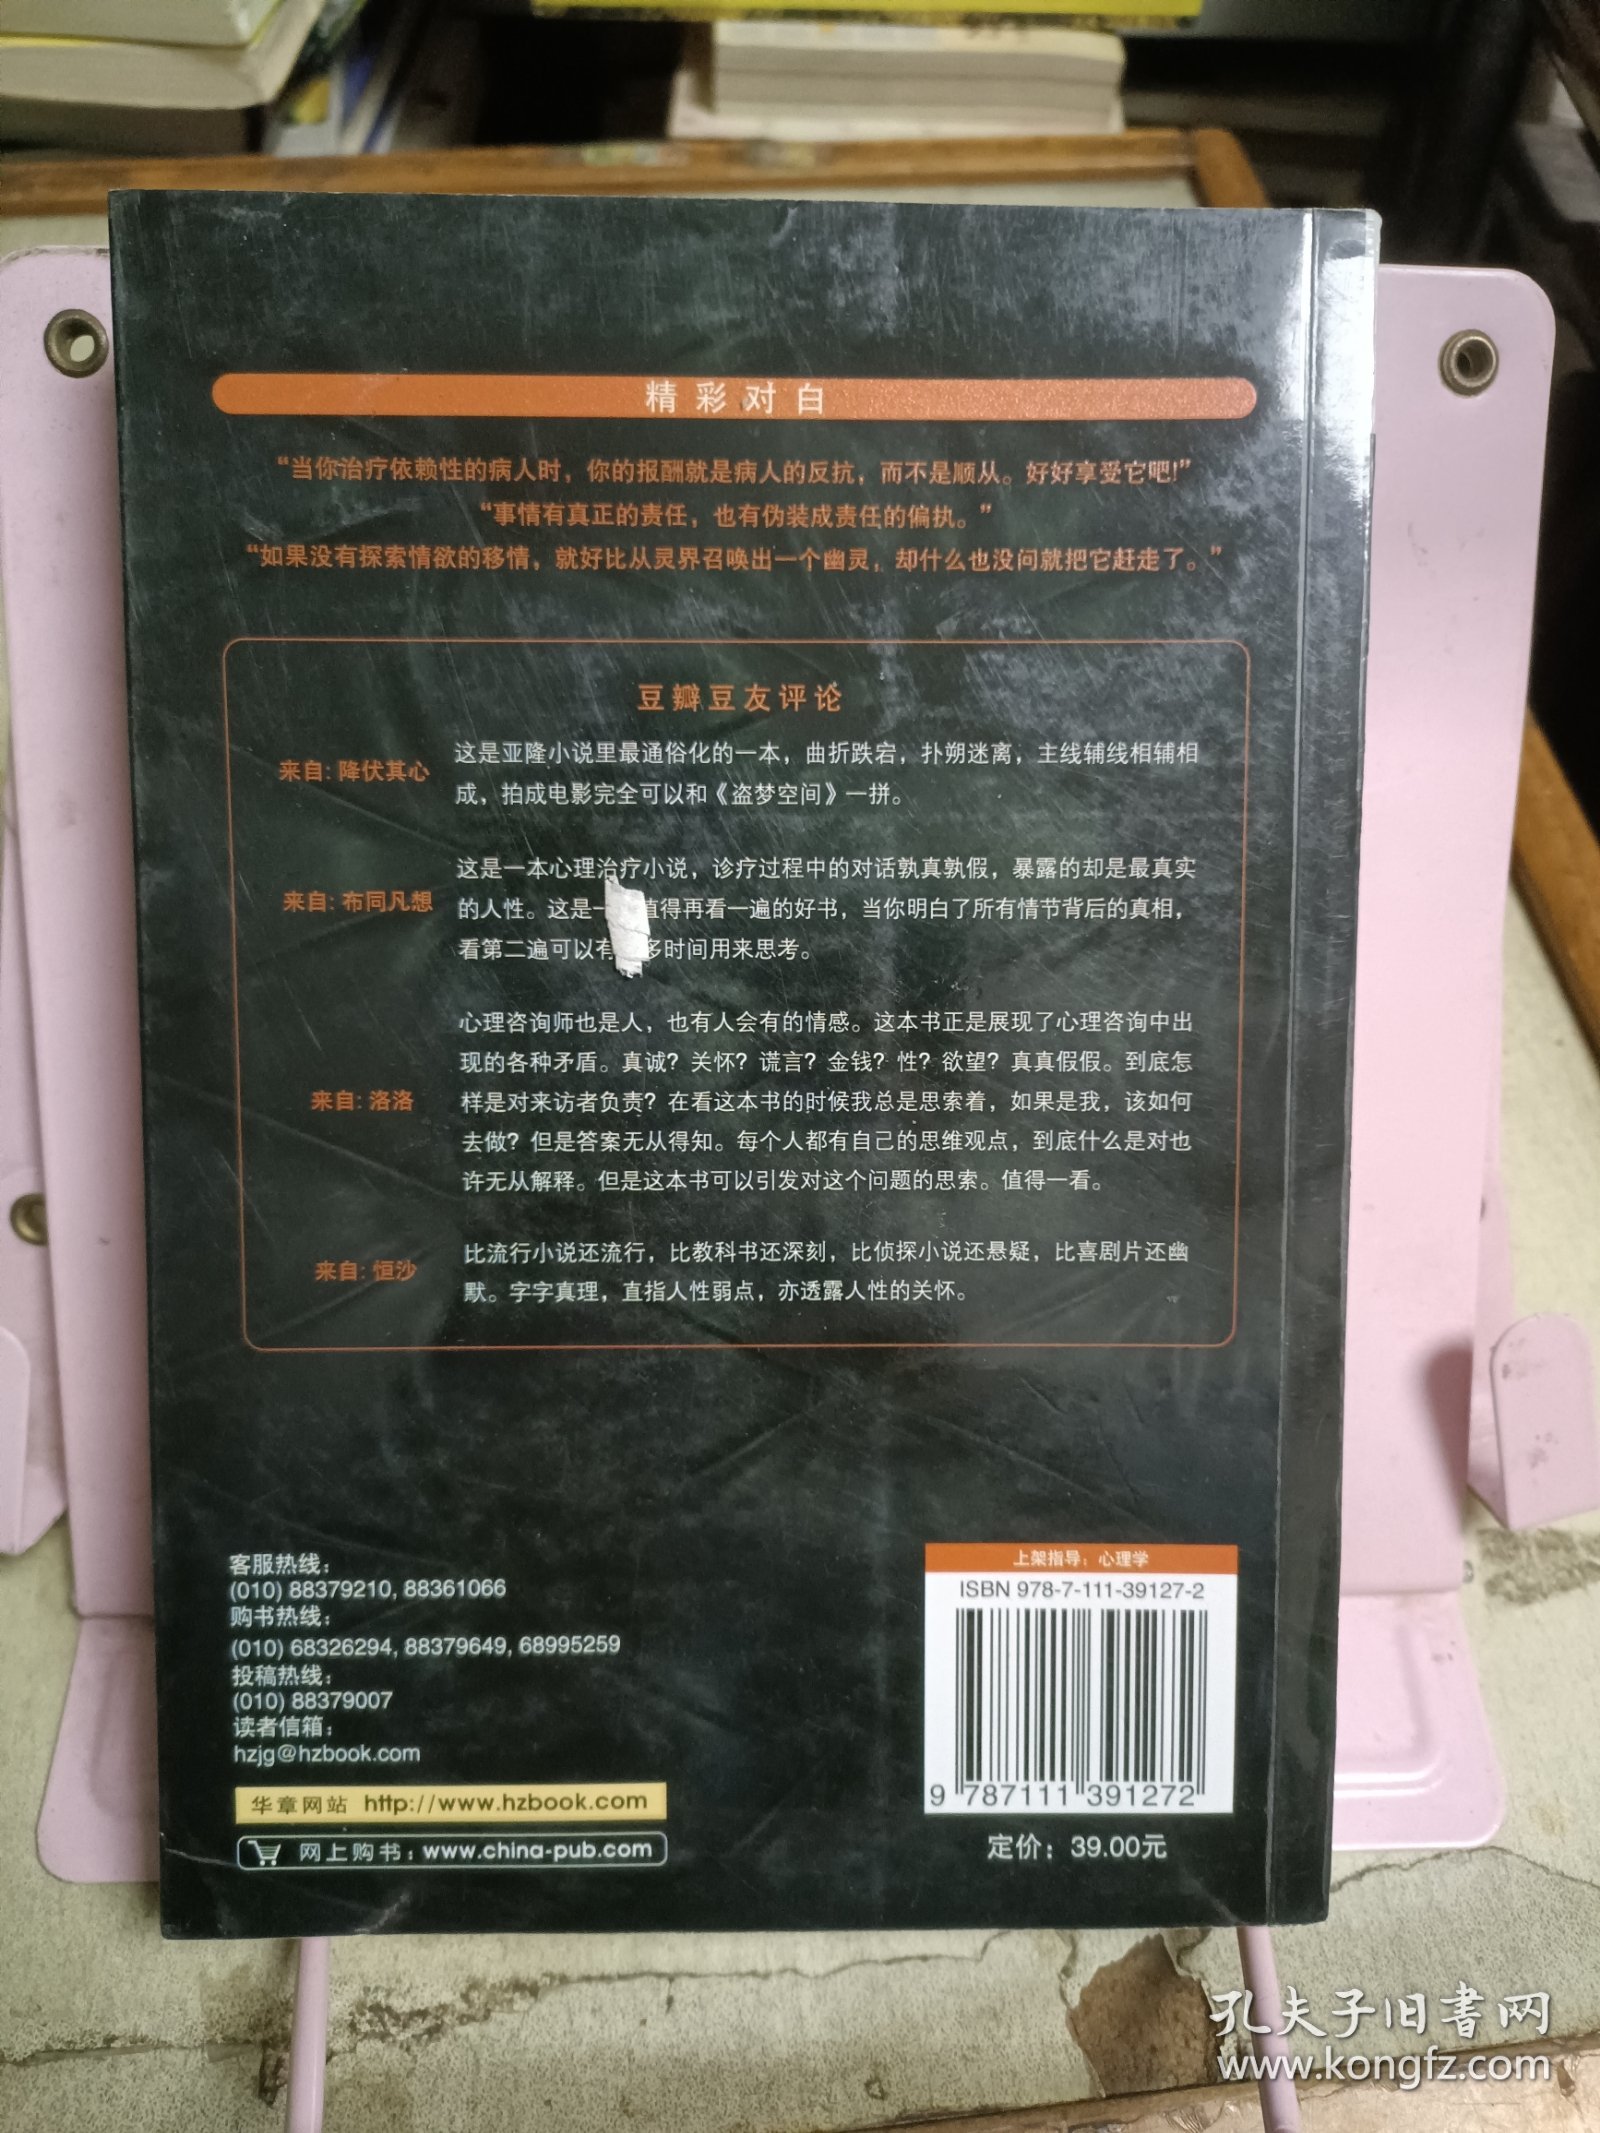 精彩对白
“当你治疗依赖性的病人时，你的报酬就是病人的反抗，而不是顺从。好好享受它吧!”
“事情有真正的责任，也有伪装成责任的偏执。”
“如果没有探索情欲的移情，就好比从灵界召唤出一个幽灵，却什么也没问就把它赶走了。”
豆瓣豆友评论
来自: 降伏其心
这是亚隆小说里最通俗化的一本，曲折跌宕，扑朔迷离，主线辅线相辅相
成，拍成电影完全可以和《盗梦空间》一拼。
来自: 布同凡想
这是一本心理治疗小说，诊疗过程中的对话孰真孰假，暴露的却是最真实
的人性。这是一 值得再看一遍的好书，当你明白了所有情节背后的真相，
看第二遍可以有 多时间用来思考。
来自: 洛洛
心理咨询师也是人，也有人会有的情感。这本书正是展现了心理咨询中出
现的各种矛盾。真诚？关怀？谎言？金钱？性？欲望？真真假假。到底怎
样是对来访者负责？在看这本书的时候我总是思索着，如果是我，该如何
去做？但是答案无从得知。每个人都有自己的思维观点，到底什么是对也
许无从解释。但是这本书可以引发对这个问题的思索。值得一看。
来自: 恒沙
比流行小说还流行，比教科书还深刻，比侦探小说还悬疑，比喜剧片还幽
默。字字真理，直指人性弱点，亦透露人性的关怀。
客服热线：
(010) 88379210, 88361066
购书热线：
(010) 68326294, 88379649, 68995259
投稿热线：
(010) 88379007
读者信箱：
hzjg@hzbook.com
华章网站 http://www.hzbook.com
网上购书：www.china-pub.com
上架指导：心理学
ISBN 978-7-111-39127-2
9 787111 391272
定价：39.00元
孔夫子旧书网
www.kongfz.com